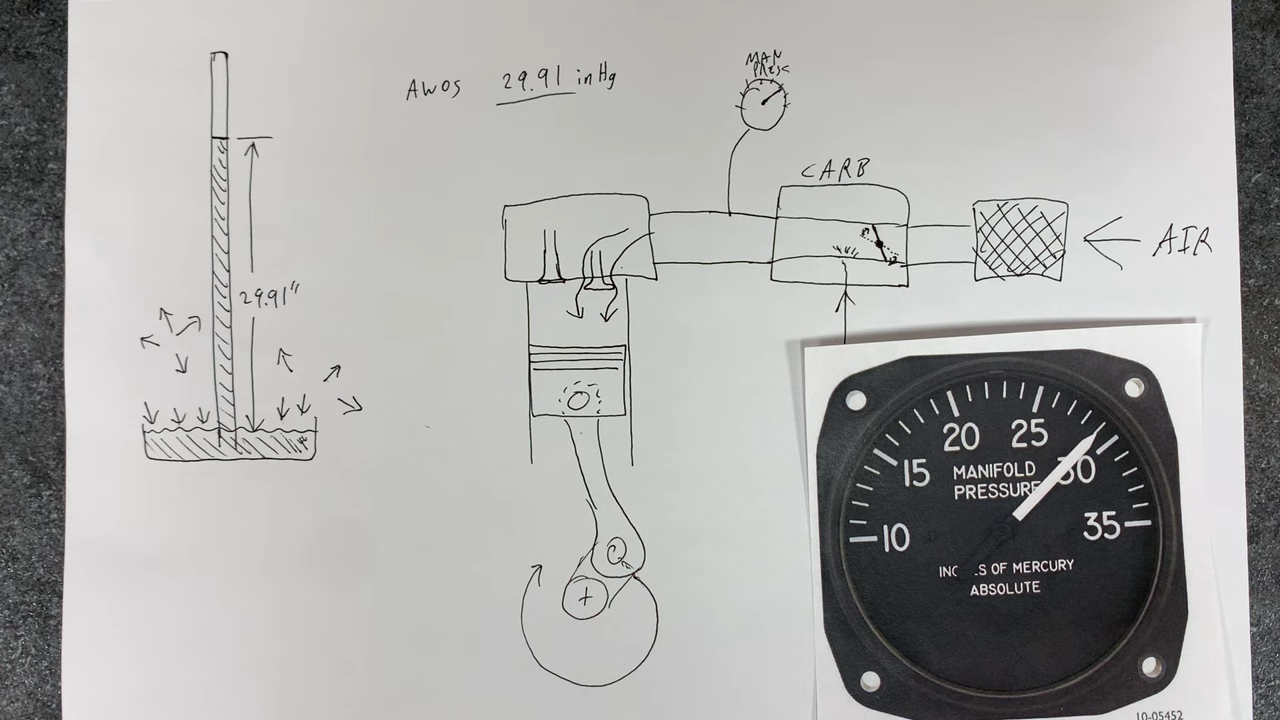 AWOS 29.91 inHg
MAN
PRESS
CARB
AIR
29.91"
20 25
15 30
10 35
MANIFOLD
PRESSURE
INCHES OF MERCURY
ABSOLUTE
10-05452